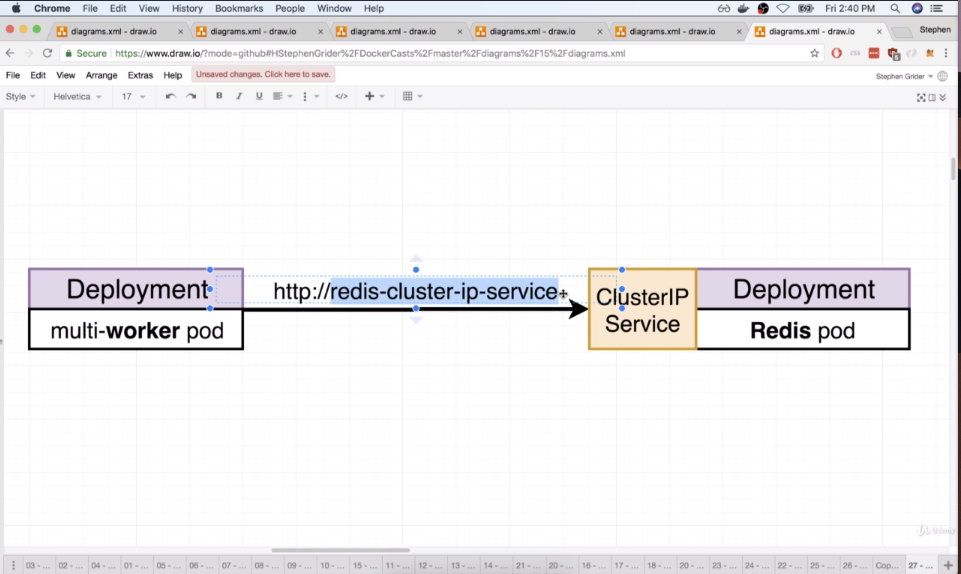 Chrome File Edit View History Bookmarks People Window Help Fri 2:40 PM
diagrams.xml - draw.io diagrams.xml - draw.io diagrams.xml - draw.io diagrams.xml - draw.io diagrams.xml - draw.io diagrams.xml - draw.io Stephen
Secure https://www.draw.io/?mode=github#HStephenGrider%2FDockerCasts%2Fmaster%2Fdiagrams%2F15%2Fdiagrams.xml
File Edit View Arrange Extras Help Unsaved changes. Click here to save. Stephen Grider
Style Helvetica 17 B I U
Deployment
multi-worker pod
http://redis-cluster-ip-service
ClusterIP
Service
Deployment
Redis pod
Udemy
03 - ... 02 - ... 04 - ... 01 - ... 05 - ... 06 - ... 07 - ... 08 - ... 09 - ... 10 - ... 15 - ... 11 - ... 12 - ... 13 - ... 14 - ... 21 - ... 20 - ... 16 - ... 17 - ... 18 - ... 19 - ... 20 - ... 23 - ... 24 - ... 22 - ... 25 - ... 26 - ... Cop... 27 - ...